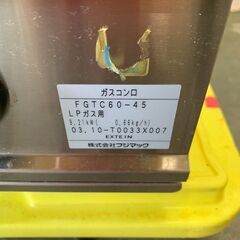 ガスコンロ
FGTC60-45
LPガス用
9.21kW( 0.66kg/h)
03.10-T0033X007
EXTEIN
株式会社フジマック